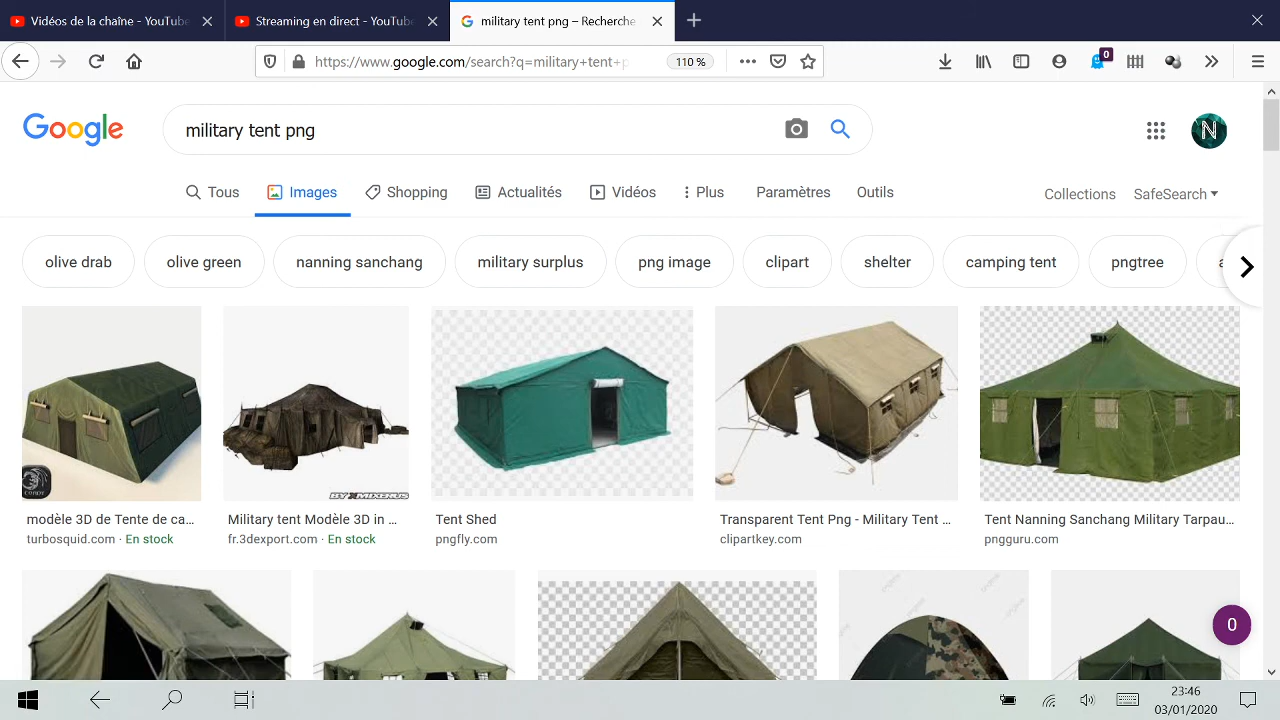 Vidéos de la chaîne - YouTube
Streaming en direct - YouTube
military tent png – Recherche
https://www.google.com/search?q=military+tent+p
110 %
0
Google
military tent png
N
Tous
Images
Shopping
Actualités
Vidéos
Plus
Paramètres
Outils
Collections
SafeSearch
olive drab
olive green
nanning sanchang
military surplus
png image
clipart
shelter
camping tent
pngtree
BY XMIXERUS
modèle 3D de Tente de ca...
turbosquid.com · En stock
Military tent Modèle 3D in ...
fr.3dexport.com · En stock
Tent Shed
pngfly.com
Transparent Tent Png - Military Tent ...
clipartkey.com
Tent Nanning Sanchang Military Tarpau...
pngguru.com
0
23:46
03/01/2020